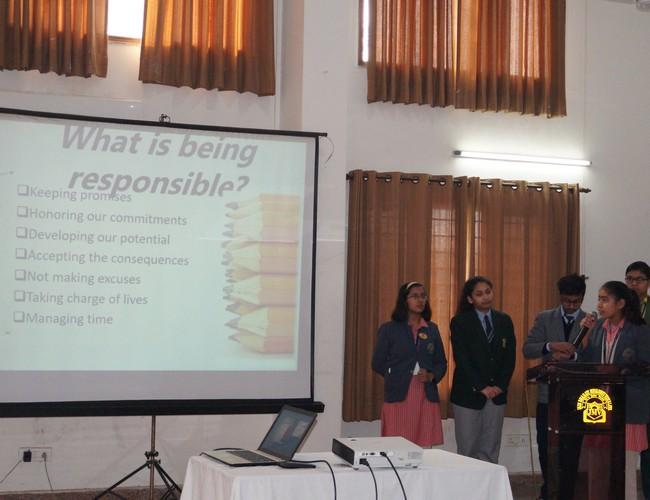 What is being
responsible?
❑Keeping promises
❑Honoring our commitments
❑Developing our potential
❑Accepting the consequences
❑Not making excuses
❑Taking charge of lives
❑Managing time